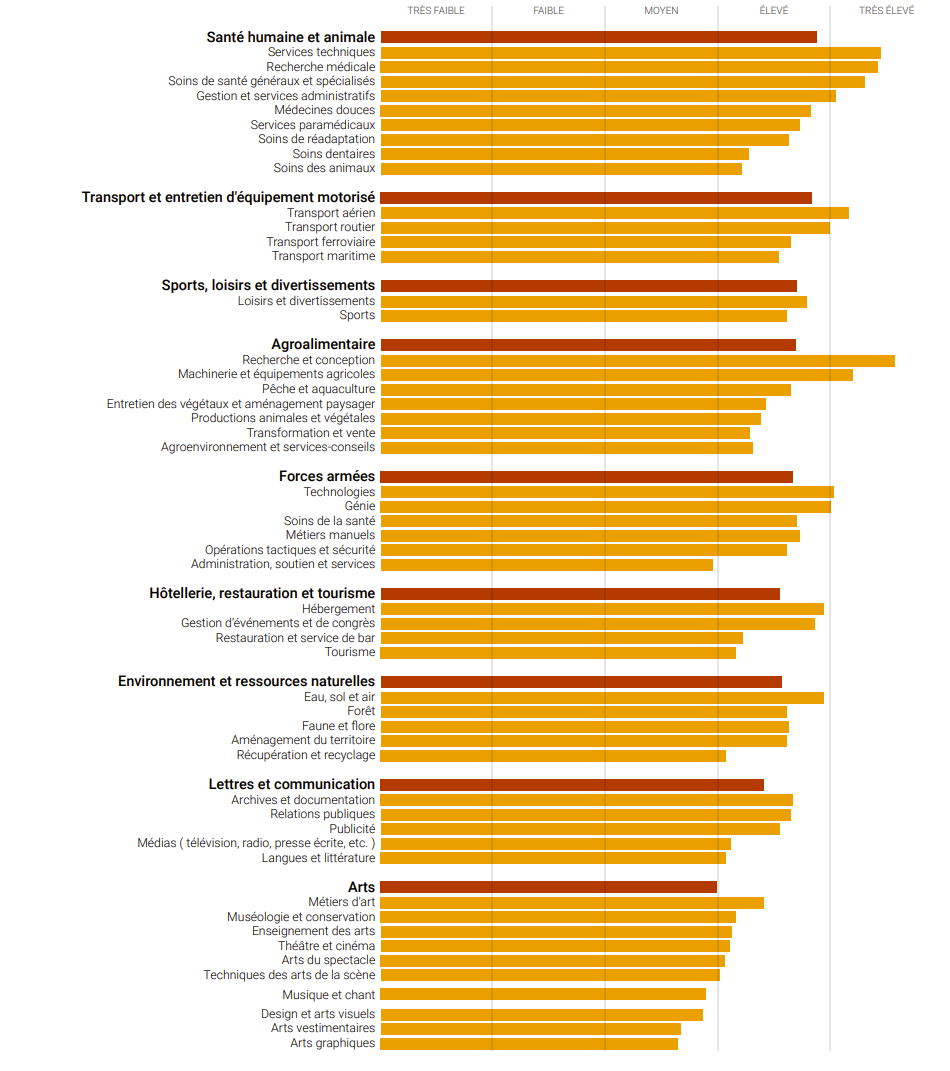 TRÈS FAIBLE FAIBLE MOYEN ÉLEVÉ TRÈS ÉLEVÉ
Santé humaine et animale
Services techniques
Recherche médicale
Soins de santé généraux et spécialisés
Gestion et services administratifs
Médecines douces
Services paramédicaux
Soins de réadaptation
Soins dentaires
Soins des animaux
Transport et entretien d'équipement motorisé
Transport aérien
Transport routier
Transport ferroviaire
Transport maritime
Sports, loisirs et divertissements
Loisirs et divertissements
Sports
Agroalimentaire
Recherche et conception
Machinerie et équipements agricoles
Pêche et aquaculture
Entretien des végétaux et aménagement paysager
Productions animales et végétales
Transformation et vente
Agroenvironnement et services-conseils
Forces armées
Technologies
Génie
Soins de la santé
Métiers manuels
Opérations tactiques et sécurité
Administration, soutien et services
Hôtellerie, restauration et tourisme
Hébergement
Gestion d’événements et de congrès
Restauration et service de bar
Tourisme
Environnement et ressources naturelles
Eau, sol et air
Forêt
Faune et flore
Aménagement du territoire
Récupération et recyclage
Lettres et communication
Archives et documentation
Relations publiques
Publicité
Médias ( télévision, radio, presse écrite, etc. )
Langues et littérature
Arts
Métiers d'art
Muséologie et conservation
Enseignement des arts
Théâtre et cinéma
Arts du spectacle
Techniques des arts de la scène
Musique et chant
Design et arts visuels
Arts vestimentaires
Arts graphiques